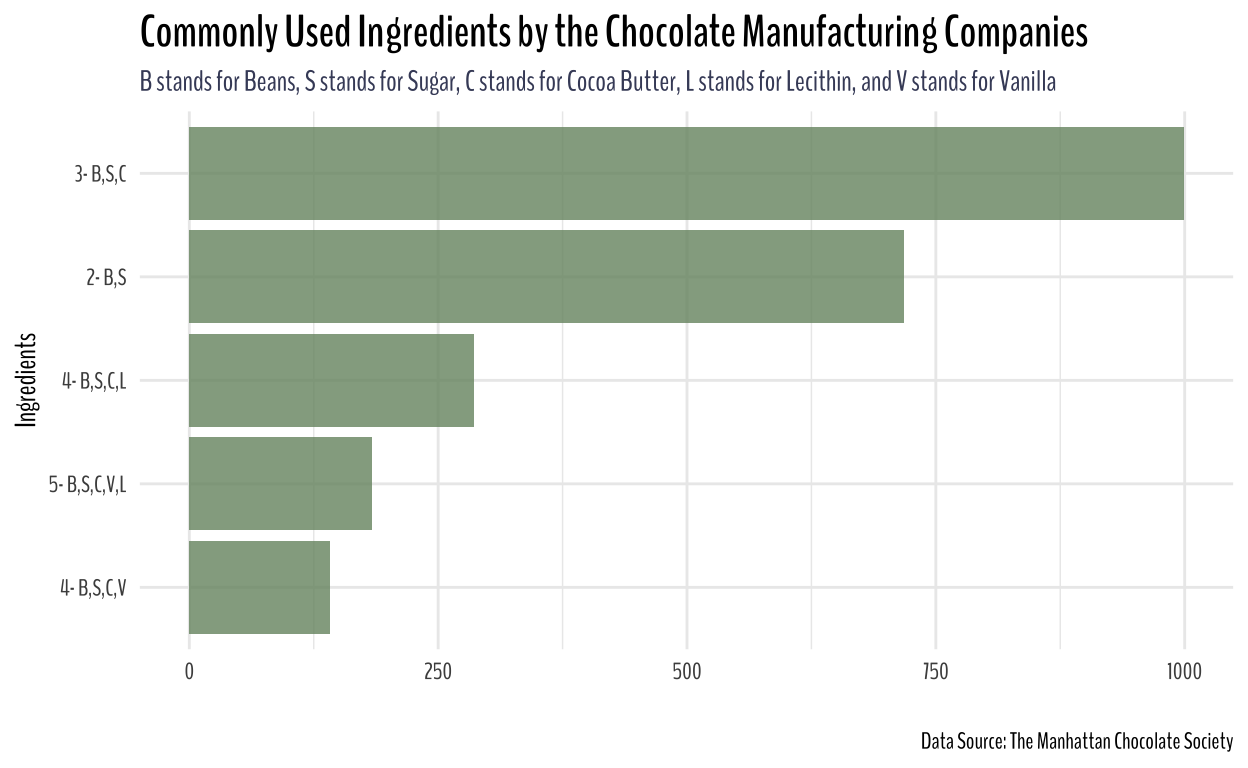 Commonly Used Ingredients by the Chocolate Manufacturing Companies
B stands for Beans, S stands for Sugar, C stands for Cocoa Butter, L stands for Lecithin, and V stands for Vanilla
Ingredients
3- B,S,C
2- B,S
4- B,S,C,L
5- B,S,C,V,L
4- B,S,C,V
0 250 500 750 1000
Data Source: The Manhattan Chocolate Society